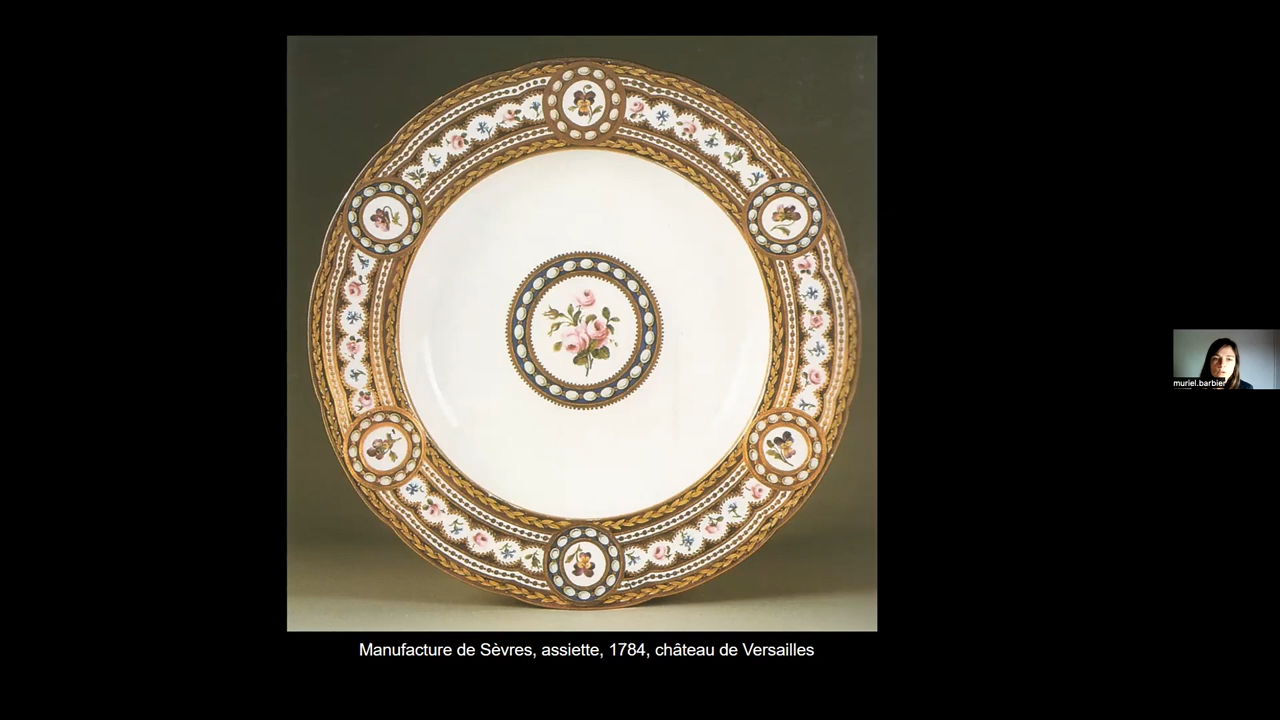 Manufacture de Sèvres, assiette, 1784, château de Versailles
muriel.barbier